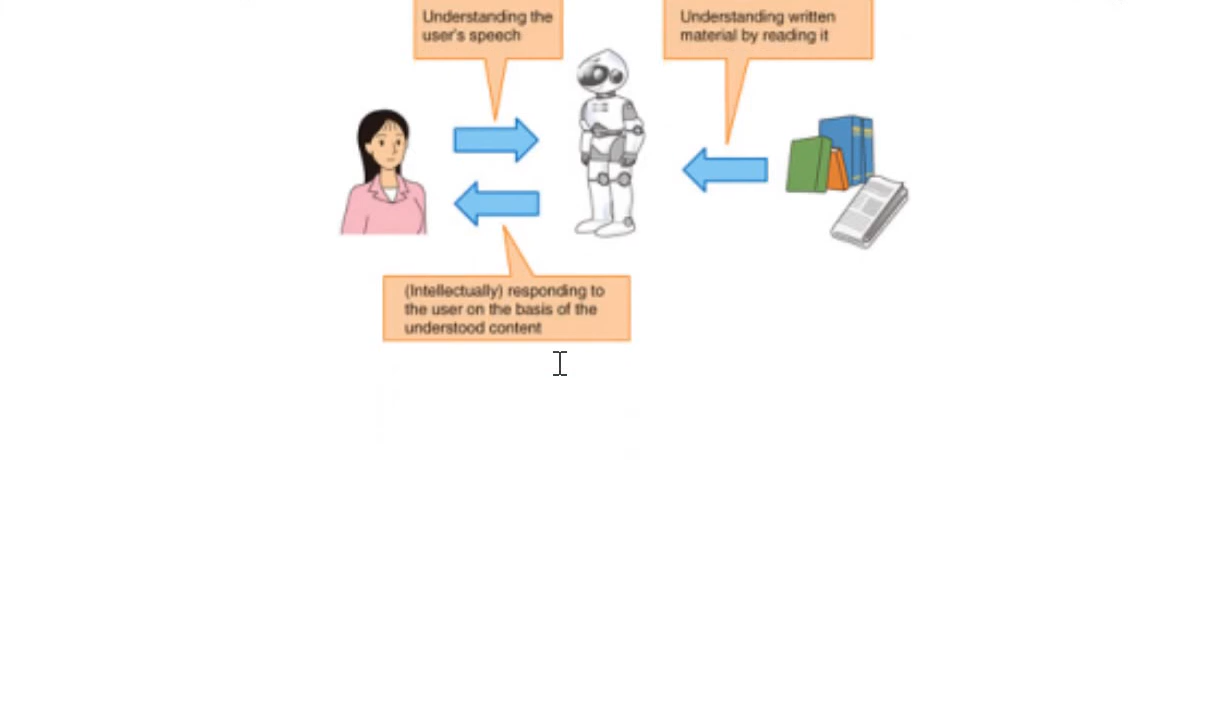 Understanding the
user's speech
Understanding written
material by reading it
(Intellectually) responding to
the user on the basis of the
understood content